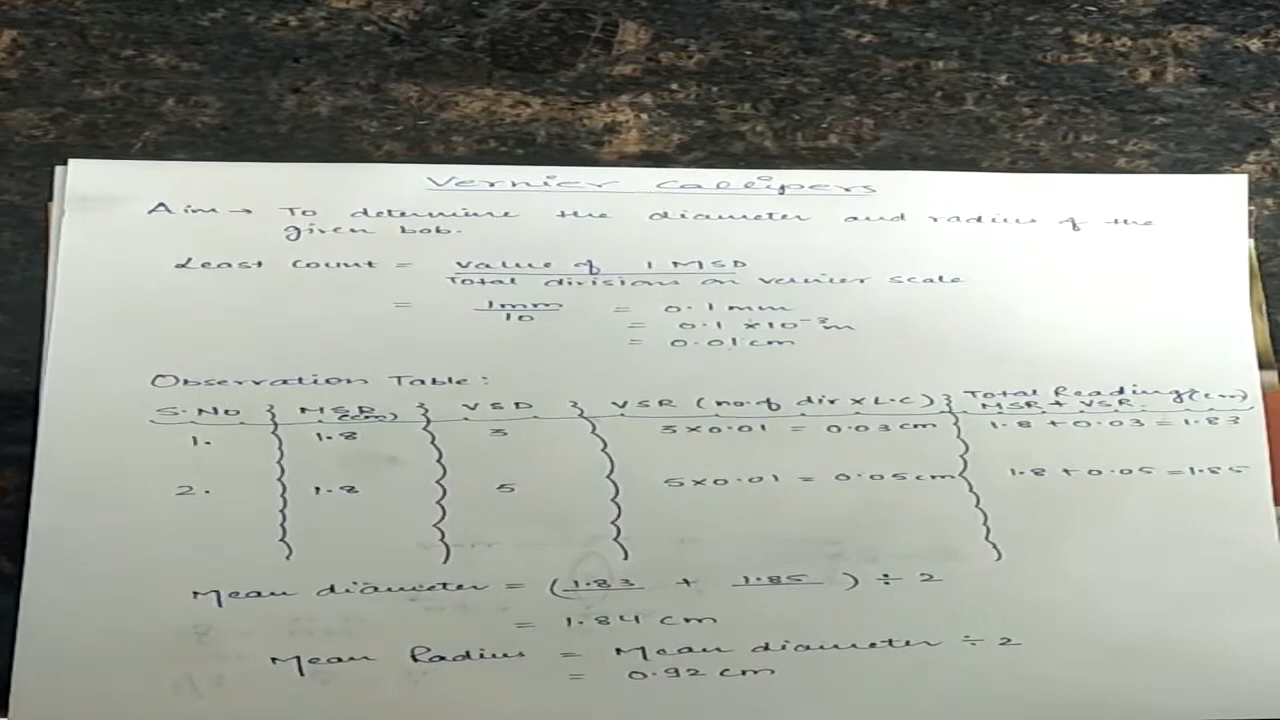 Vernier Callipers
Aim → To determine the diameter and radius of the
given bob.
Least Count = Value of 1 MSD
Total divisions on vernier scale
= 1mm/10 = 0.1 mm
= 0.1 × 10⁻³m
= 0.01 cm
Observation Table:
S.No MSR (cm) VSD VSR (no. of div × L.C) Total Reading (cm) MSR + VSR
1. 1.8 3 3×0.01 = 0.03 cm 1.8 + 0.03 = 1.83
2. 1.8 5 5×0.01 = 0.05 cm 1.8 + 0.05 = 1.85
Mean diameter = (1.83 + 1.85) ÷ 2
= 1.84 cm
Mean Radius = Mean diameter ÷ 2
= 0.92 cm